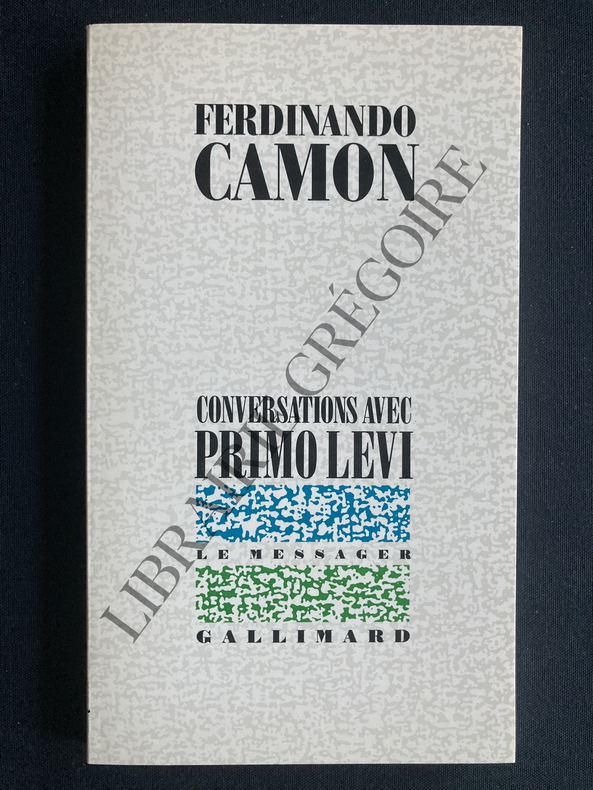 FERDINANDO
CAMON
CONVERSATIONS AVEC
PRIMO LEVI
LE MESSAGER
GALLIMARD
LIBRAIRIE GRÉGOIRE